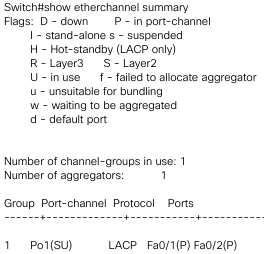 Switch#show etherchannel summary
Flags:  D - down        P - in port-channel
        I - stand-alone s - suspended
        H - Hot-standby (LACP only)
        R - Layer3      S - Layer2
        U - in use      f - failed to allocate aggregator
        u - unsuitable for bundling
        w - waiting to be aggregated
        d - default port
Number of channel-groups in use: 1
Number of aggregators:           1
Group  Port-channel  Protocol    Ports
------+-------------+-----------+----------
1      Po1(SU)       LACP   Fa0/1(P) Fa0/2(P)